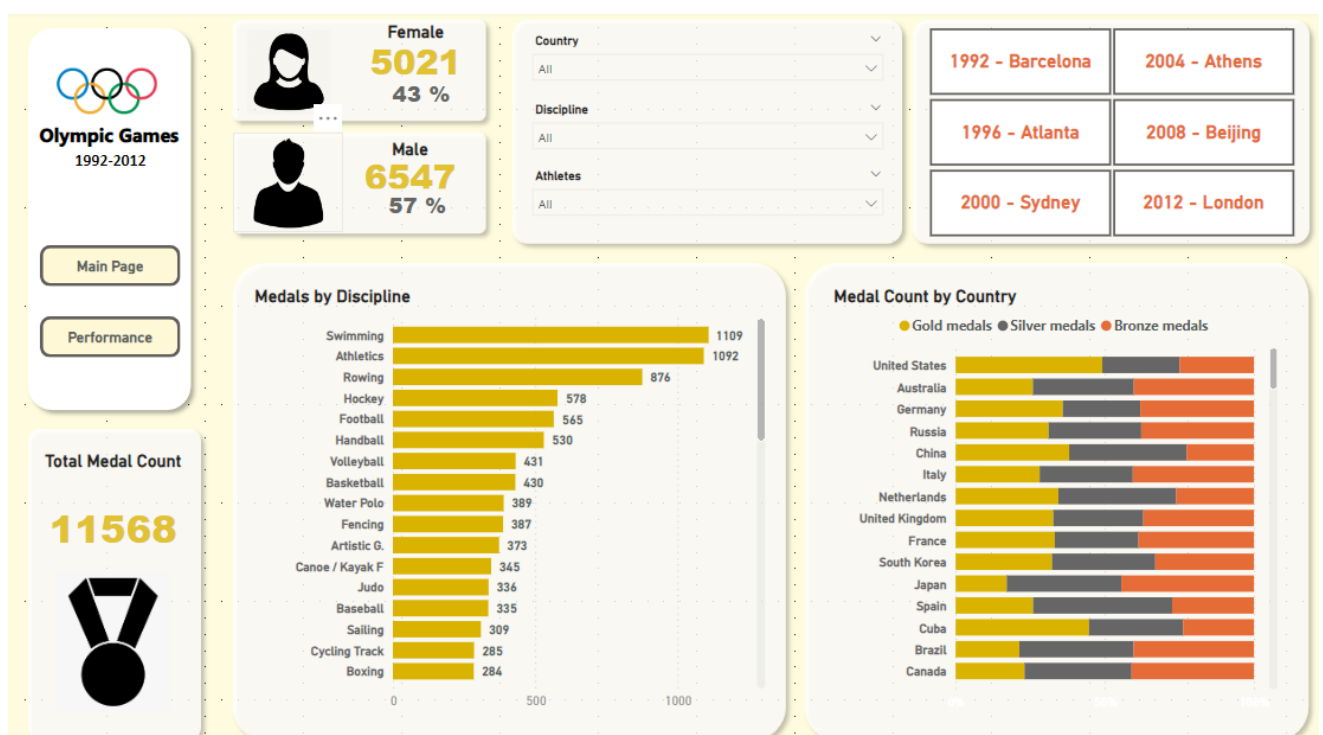 Olympic Games
1992-2012
Main Page
Performance
Total Medal Count
11568
Female
5021
43 %
...
Male
6547
57 %
Country
All
Discipline
All
Athletes
All
1992 - Barcelona
2004 - Athens
1996 - Atlanta
2008 - Beijing
2000 - Sydney
2012 - London
Medals by Discipline
Swimming 1109
Athletics 1092
Rowing 876
Hockey 578
Football 565
Handball 530
Volleyball 431
Basketball 430
Water Polo 389
Fencing 387
Artistic G. 373
Canoe / Kayak F 345
Judo 336
Baseball 335
Sailing 309
Cycling Track 285
Boxing 284
0 500 1000
Medal Count by Country
Gold medals Silver medals Bronze medals
United States
Australia
Germany
Russia
China
Italy
Netherlands
United Kingdom
France
South Korea
Japan
Spain
Cuba
Brazil
Canada
0% 50% 100%